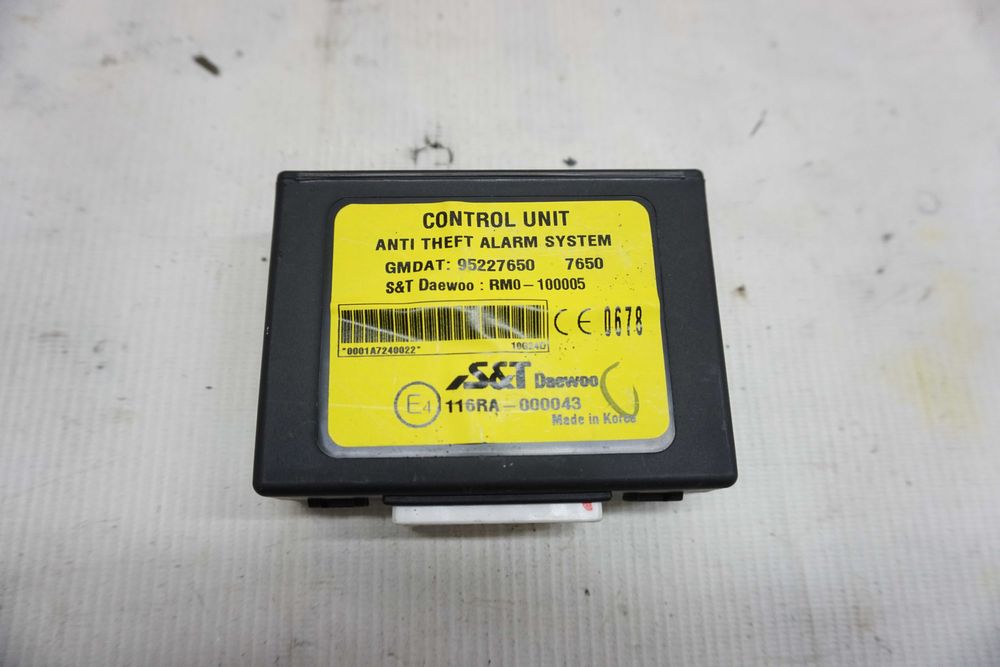 CONTROL UNIT
ANTI THEFT ALARM SYSTEM
GMDAT: 95227650 7650
S&T Daewoo : RM0-100005
CE 0678
"0001A7240022" 10G24D
S&T Daewoo
E4 116RA-000043
Made in Korea